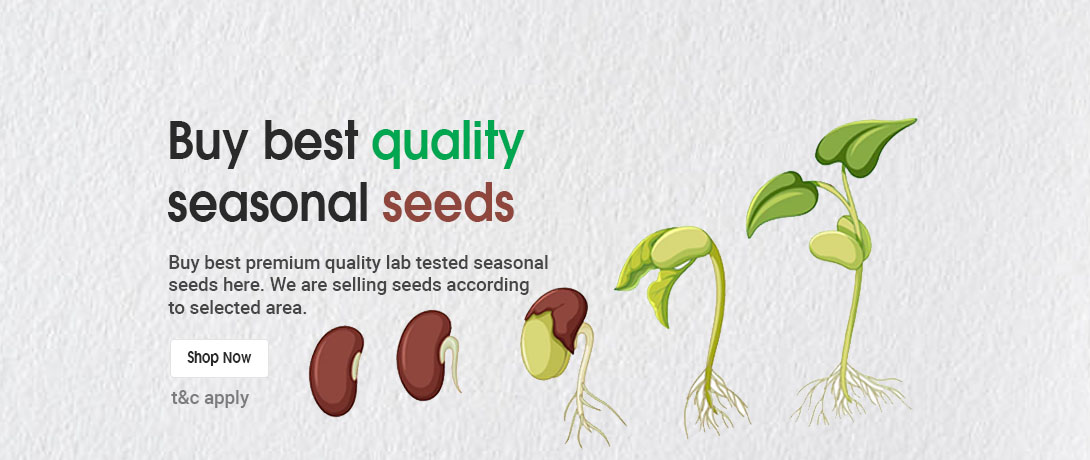 Buy best quality
seasonal seeds
Buy best premium quality lab tested seasonal
seeds here. We are selling seeds according
to selected area.
Shop Now
t&c apply